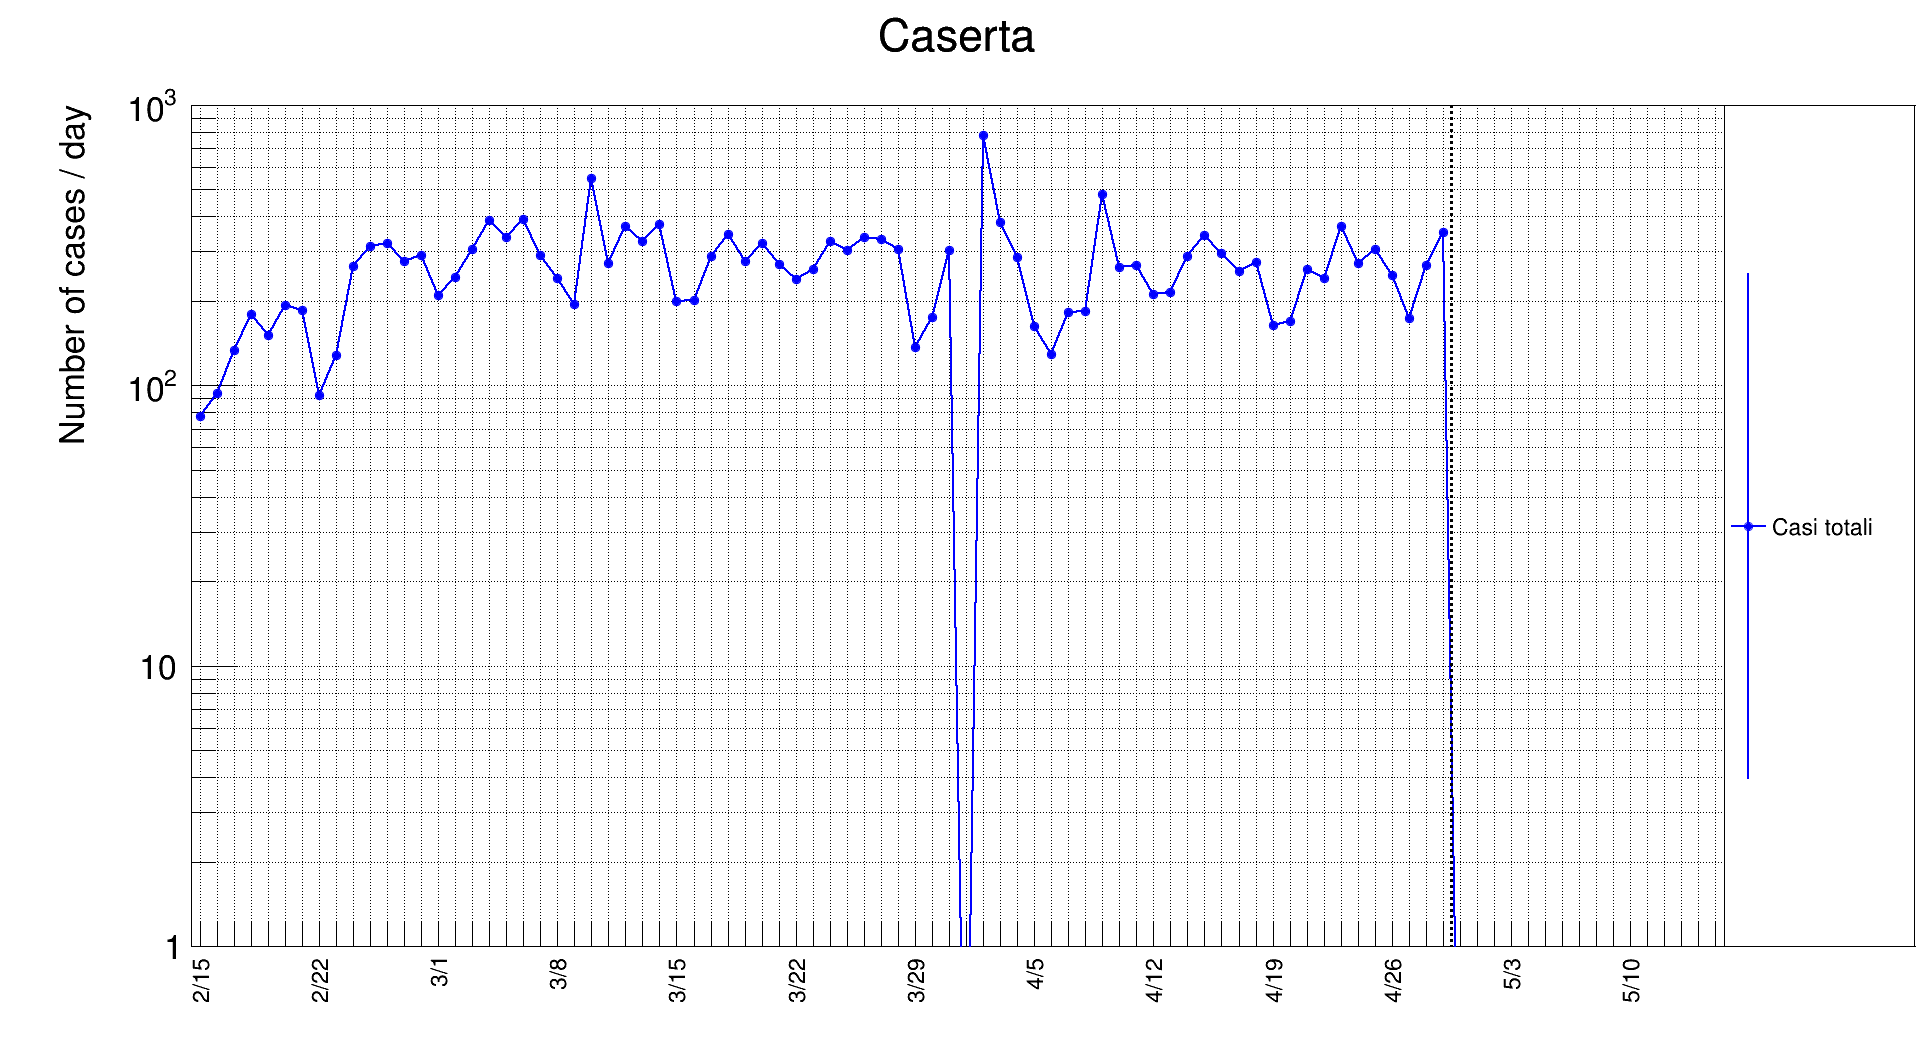 Caserta
Number of cases / day
10³
10²
10
1
2/15 2/22 3/1 3/8 3/15 3/22 3/29 4/5 4/12 4/19 4/26 5/3 5/10
Casi totali